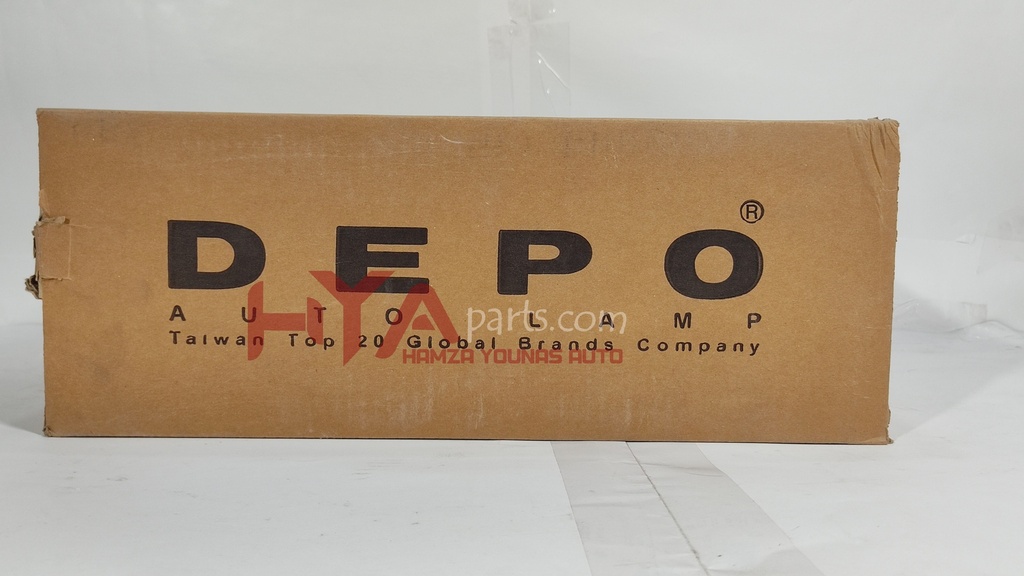 DEPO®
AUTO LAMP
Taiwan Top 20 Global Brands Company
HYAparts.com
HAMZA YOUNAS AUTO